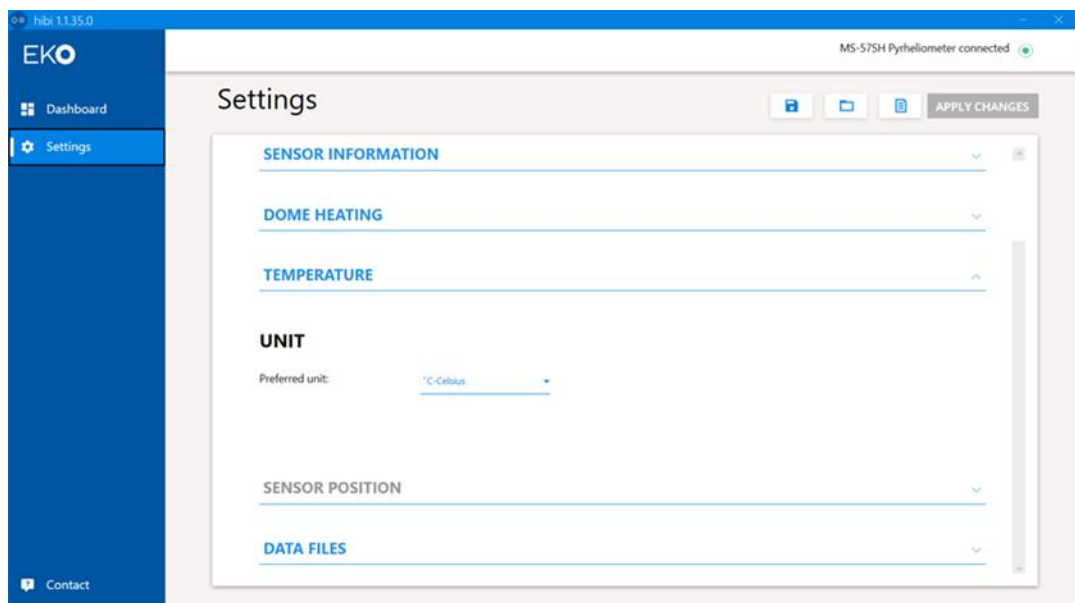 hibi 1.1.35.0
EKO
MS-57SH Pyrheliometer connected
Dashboard
Settings
Settings
APPLY CHANGES
SENSOR INFORMATION
DOME HEATING
TEMPERATURE
UNIT
Preferred unit:
°C-Celsius
SENSOR POSITION
DATA FILES
Contact